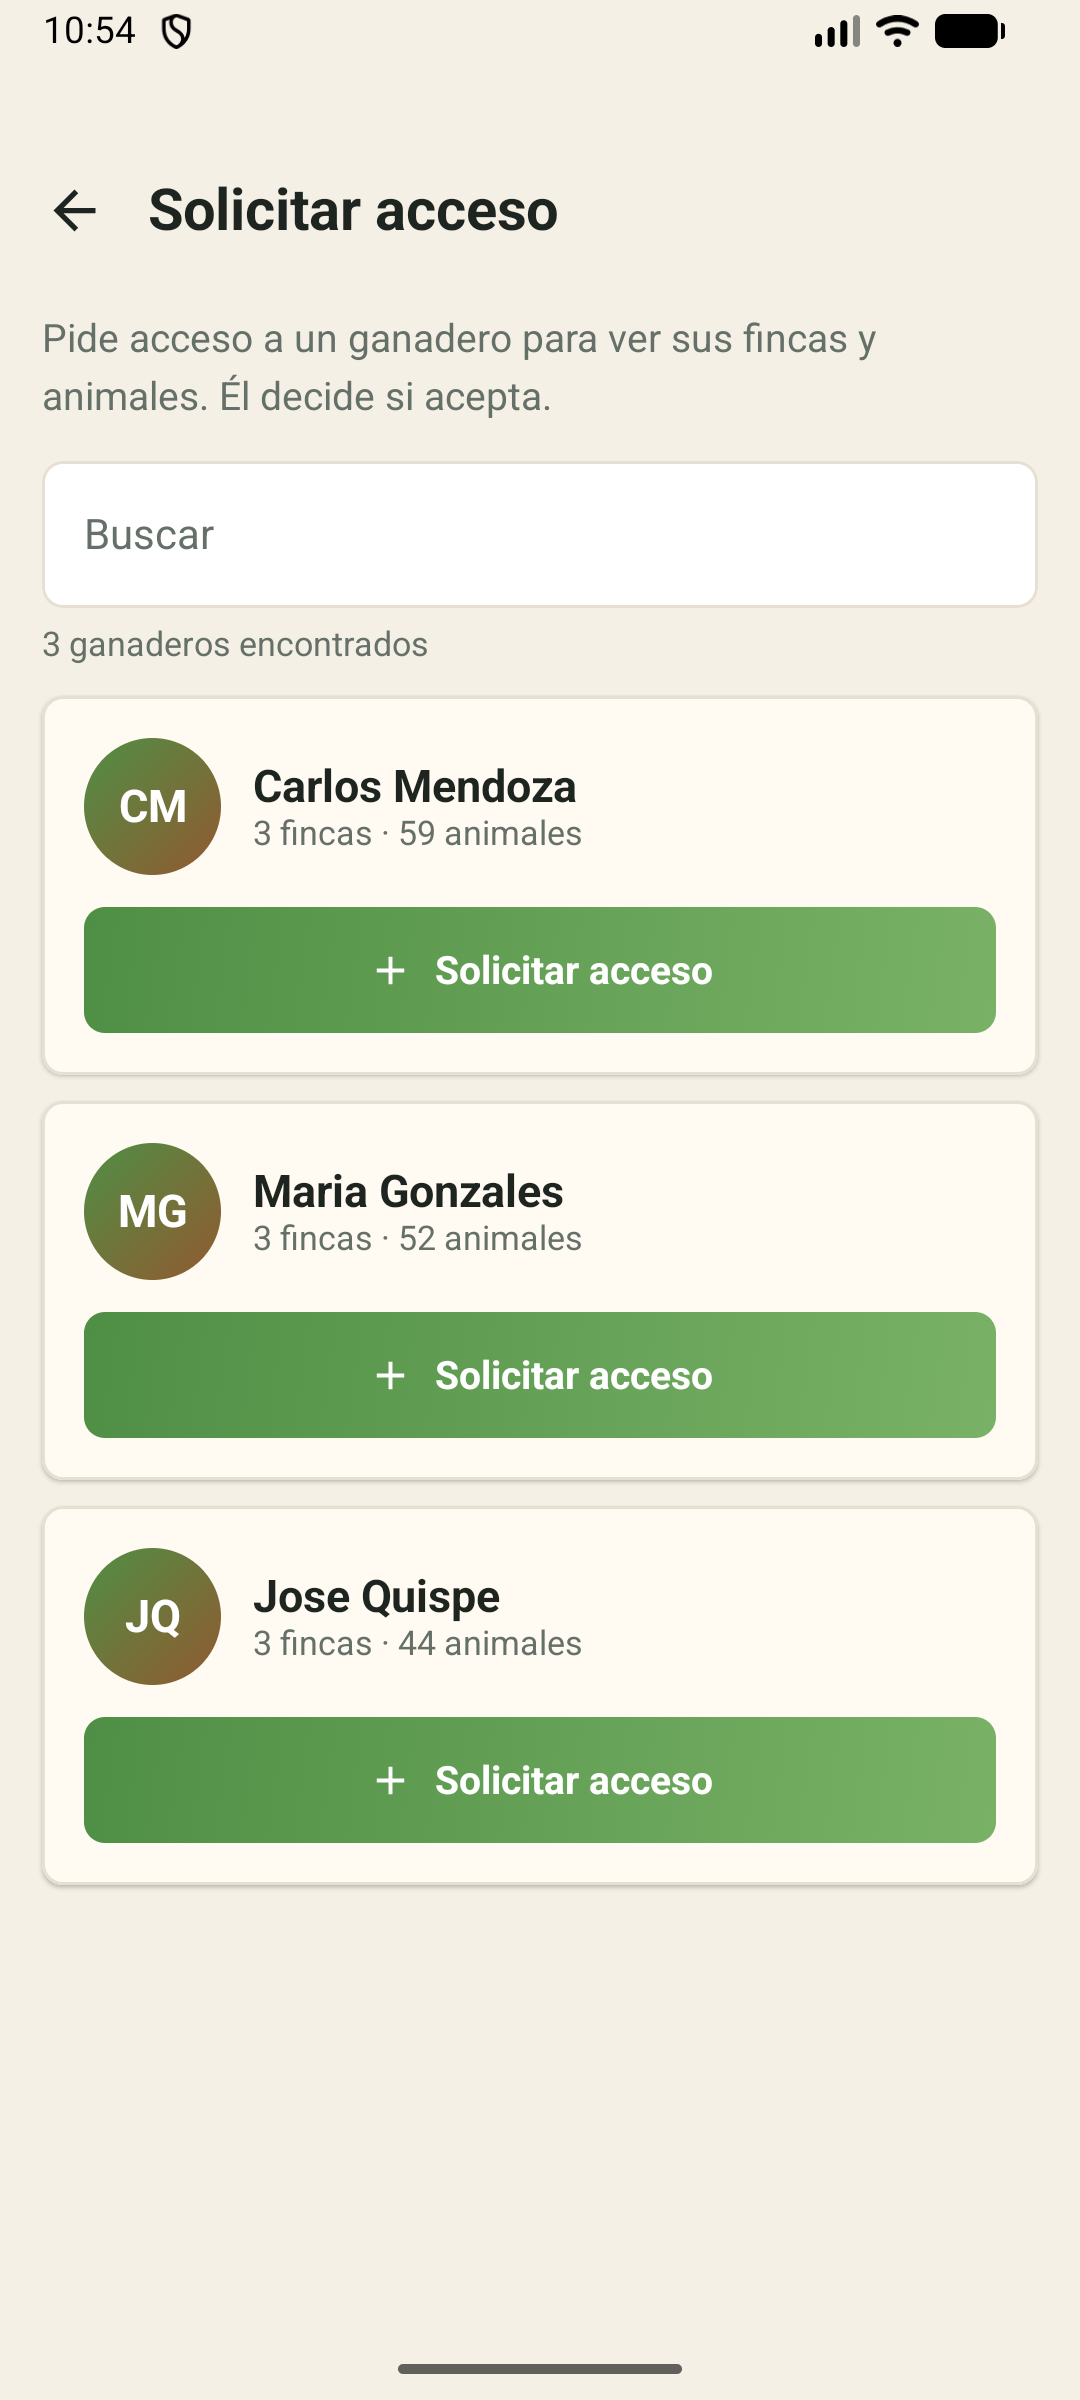 10:54
Solicitar acceso
Pide acceso a un ganadero para ver sus fincas y
animales. Él decide si acepta.
Buscar
3 ganaderos encontrados
CM
Carlos Mendoza
3 fincas · 59 animales
+ Solicitar acceso
MG
Maria Gonzales
3 fincas · 52 animales
+ Solicitar acceso
JQ
Jose Quispe
3 fincas · 44 animales
+ Solicitar acceso